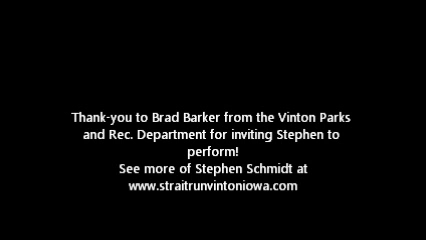 Thank-you to Brad Barker from the Vinton Parks
and Rec. Department for inviting Stephen to
perform!
See more of Stephen Schmidt at
www.straitrunvintoniowa.com